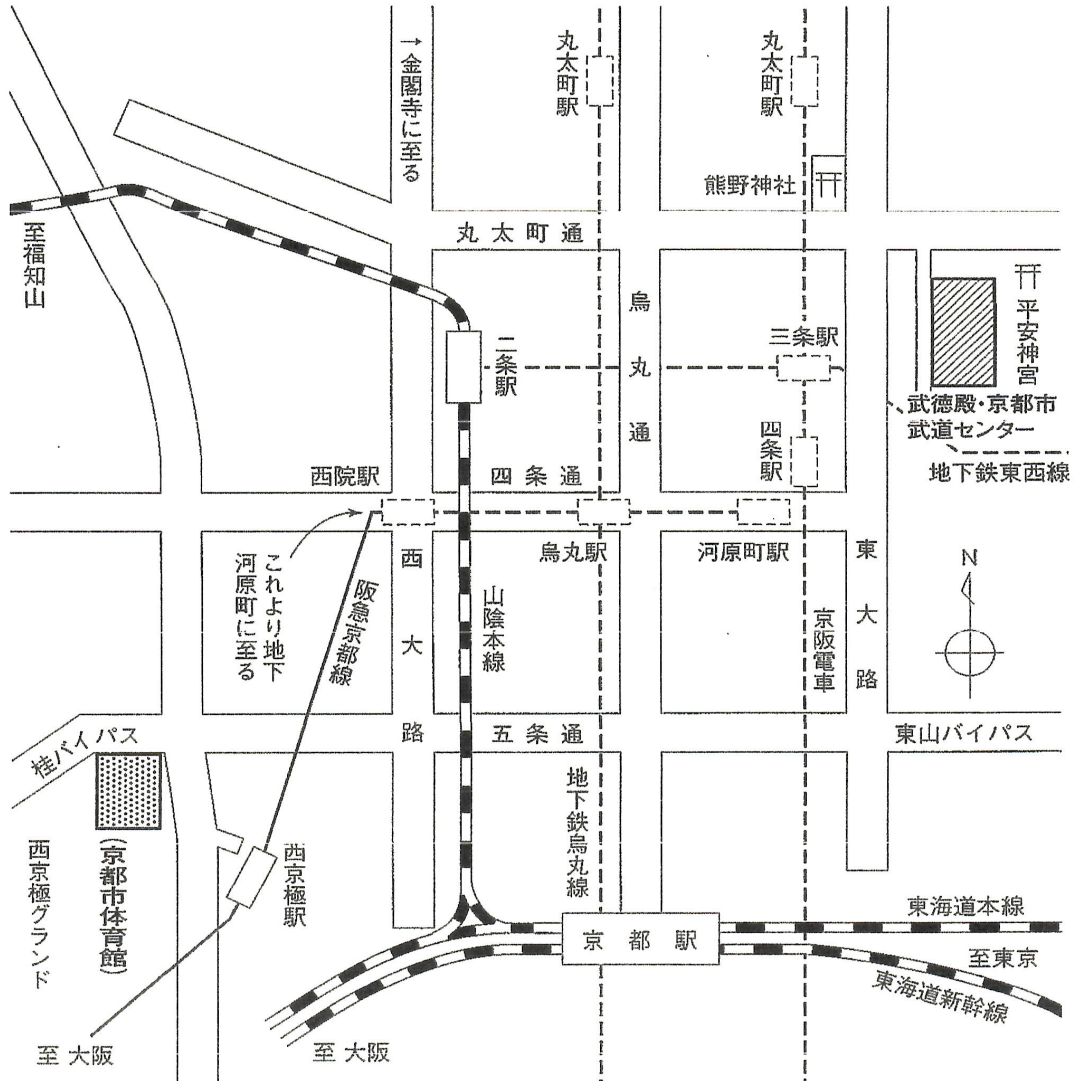 →金閣寺に至る
丸太町駅
丸太町駅
熊野神社
至福知山
丸太町通
烏丸通
二条駅
三条駅
平安神宮
武徳殿・京都市
武道センター
地下鉄東西線
四条駅
西院駅
四条通
烏丸駅
河原町駅
これより地下
河原町に至る
阪急京都線
西大路
山陰本線
京阪電車
東大路
N
桂バイパス
五条通
東山バイパス
西京極グランド
(京都市体育館)
西京極駅
地下鉄烏丸線
京都駅
東海道本線
至東京
東海道新幹線
至 大阪
至 大阪